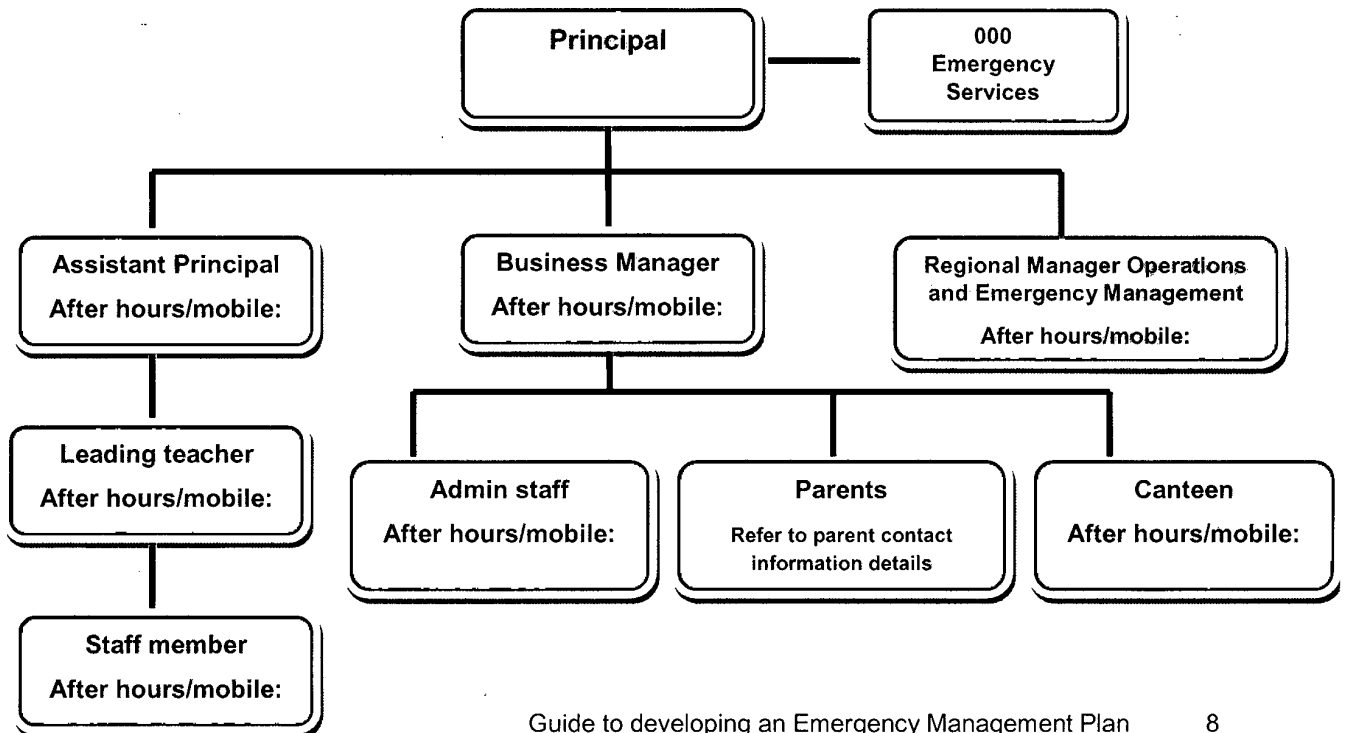 Principal
000
Emergency
Services
Assistant Principal
After hours/mobile:
Business Manager
After hours/mobile:
Regional Manager Operations
and Emergency Management
After hours/mobile:
Leading teacher
After hours/mobile:
Admin staff
After hours/mobile:
Parents
Refer to parent contact
information details
Canteen
After hours/mobile:
Staff member
After hours/mobile:
Guide to developing an Emergency Management Plan 8